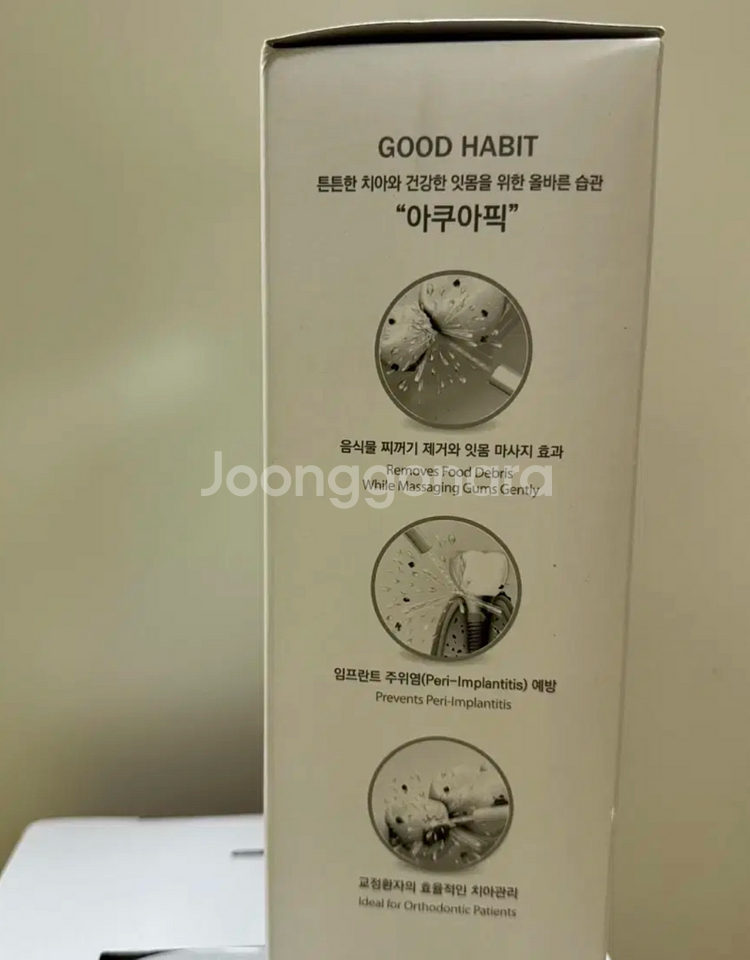 GOOD HABIT
튼튼한 치아와 건강한 잇몸을 위한 올바른 습관
“아쿠아픽”
음식물 찌꺼기 제거와 잇몸 마사지 효과
Removes Food Debris
While Massaging Gums Gently
Joonggonara
임프란트 주위염(Peri-Implantitis) 예방
Prevents Peri-Implantitis
교정환자의 효율적인 치아관리
Ideal for Orthodontic Patients